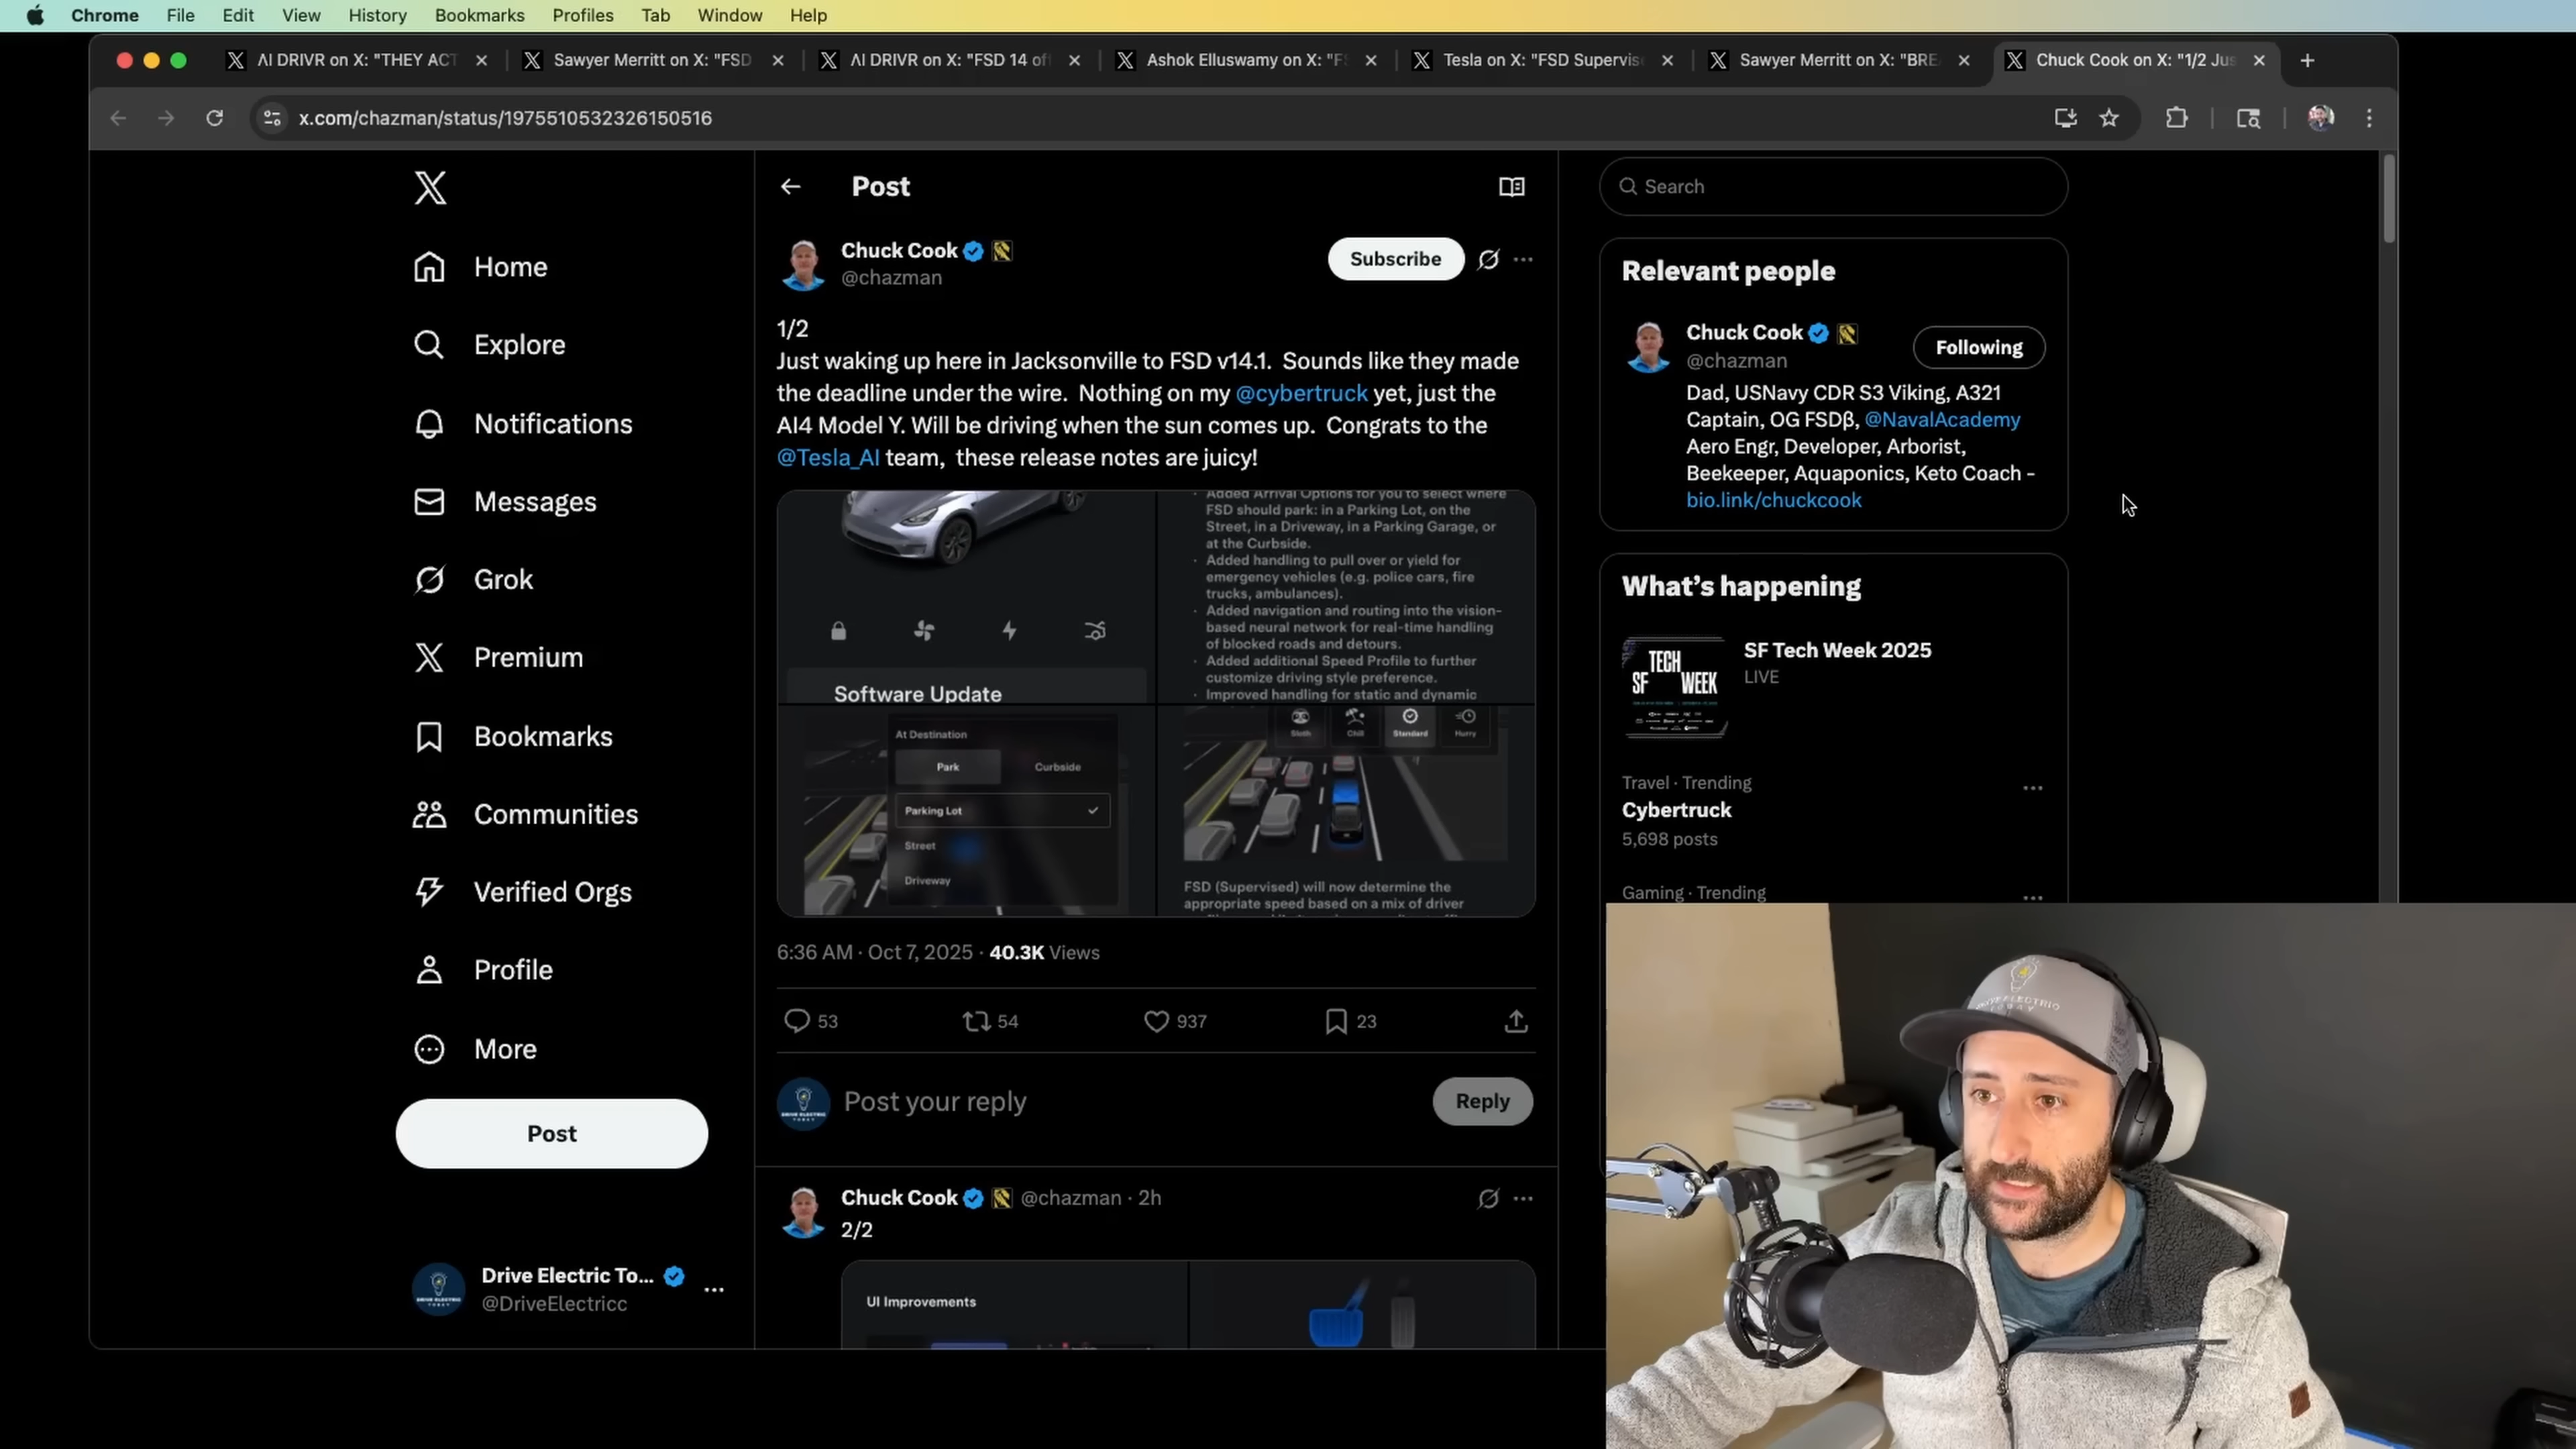 Chrome File Edit View History Bookmarks Profiles Tab Window Help
AI DRIVR on X: "THEY ACT
Sawyer Merritt on X: "FSD
AI DRIVR on X: "FSD 14 of
Ashok Elluswamy on X: "F
Tesla on X: "FSD Supervis
Sawyer Merritt on X: "BRE
Chuck Cook on X: "1/2 Jus
x.com/chazman/status/1975510532326150516
Home
Explore
Notifications
Messages
Grok
Premium
Bookmarks
Communities
Verified Orgs
Profile
More
Post
Drive Electric To...
@DriveElectricc
Post
Chuck Cook
@chazman
Subscribe
1/2
Just waking up here in Jacksonville to FSD v14.1. Sounds like they made
the deadline under the wire. Nothing on my @cybertruck yet, just the
AI4 Model Y. Will be driving when the sun comes up. Congrats to the
@Tesla_AI team, these release notes are juicy!
Software Update
Added Arrival Options for you to select where
FSD should park: in a Parking Lot, on the
Street, in a Driveway, in a Parking Garage, or
at the Curbside.
Added handling to pull over or yield for
emergency vehicles (e.g. police cars, fire
trucks, ambulances).
Added navigation and routing into the vision-
based neural network for real-time handling
of blocked roads and detours.
Added additional Speed Profile to further
customize driving style preference.
Improved handling for static and dynamic
At Destination
Park Curbside
Parking Lot
Street
Driveway
Sloth Chill Standard Hurry
FSD (Supervised) will now determine the
appropriate speed based on a mix of driver
6:36 AM · Oct 7, 2025 · 40.3K Views
53 54 937 23
Post your reply
Reply
Chuck Cook @chazman · 2h
2/2
UI Improvements
Search
Relevant people
Chuck Cook
@chazman
Following
Dad, USNavy CDR S3 Viking, A321
Captain, OG FSDβ, @NavalAcademy
Aero Engr, Developer, Arborist,
Beekeeper, Aquaponics, Keto Coach -
bio.link/chuckcook
What's happening
TECH
SF WEEK
SF Tech Week 2025
LIVE
Travel · Trending
Cybertruck
5,698 posts
Gaming · Trending